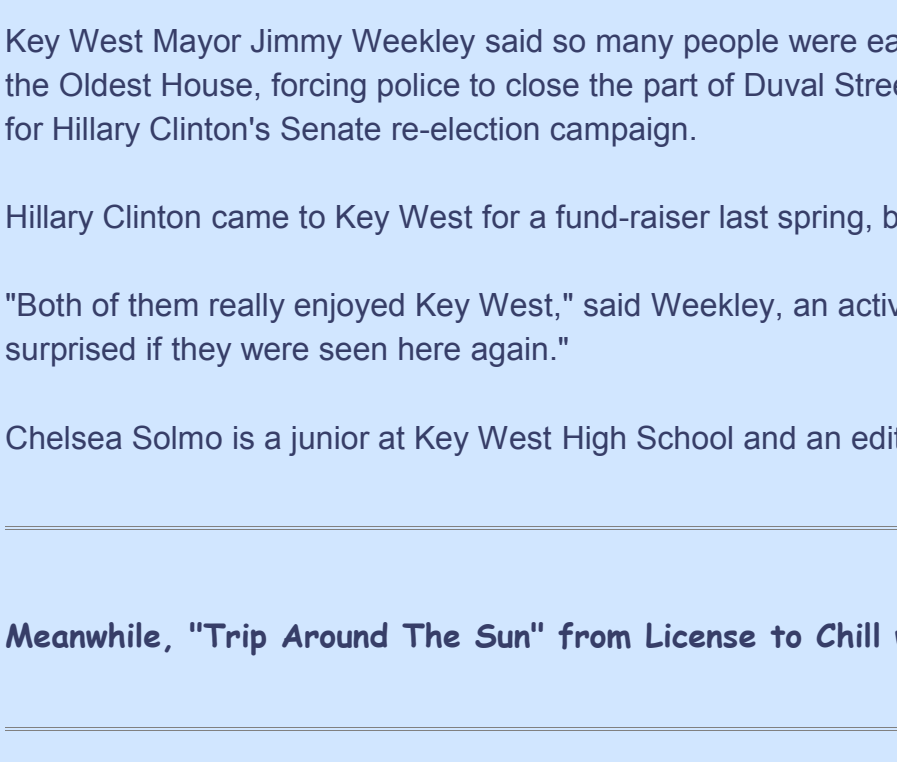 Key West Mayor Jimmy Weekley said so many people were
the Oldest House, forcing police to close the part of Duval
for Hillary Clinton's Senate re-election campaign.
Hillary Clinton came to Key West for a fund-raiser last spring,
"Both of them really enjoyed Key West," said Weekley, an
surprised if they were seen here again."
Chelsea Solmo is a junior at Key West High School and an
Meanwhile, "Trip Around The Sun" from License to Chill